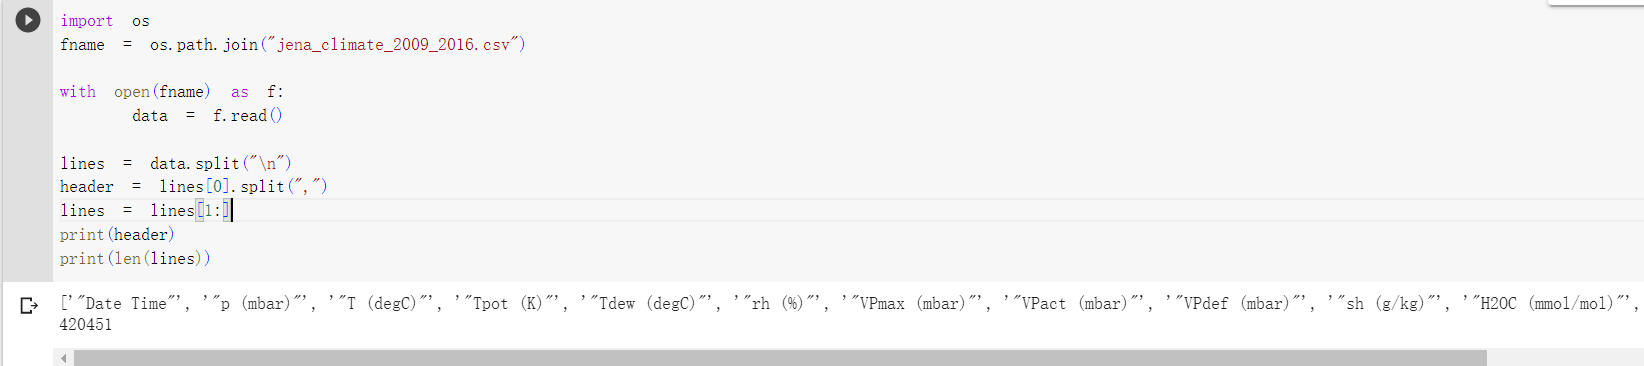 import os
fname = os.path.join("jena_climate_2009_2016.csv")
with open(fname) as f:
data = f.read()
lines = data.split("\n")
header = lines[0].split(",")
lines = lines[1:]
print(header)
print(len(lines))
['"Date Time"', '"p (mbar)"', '"T (degC)"', '"Tpot (K)"', '"Tdew (degC)"', '"rh (%)"', '"VPmax (mbar)"', '"VPact (mbar)"', '"VPdef (mbar)"', '"sh (g/kg)"', '"H2OC (mmol/mol)"',
420451